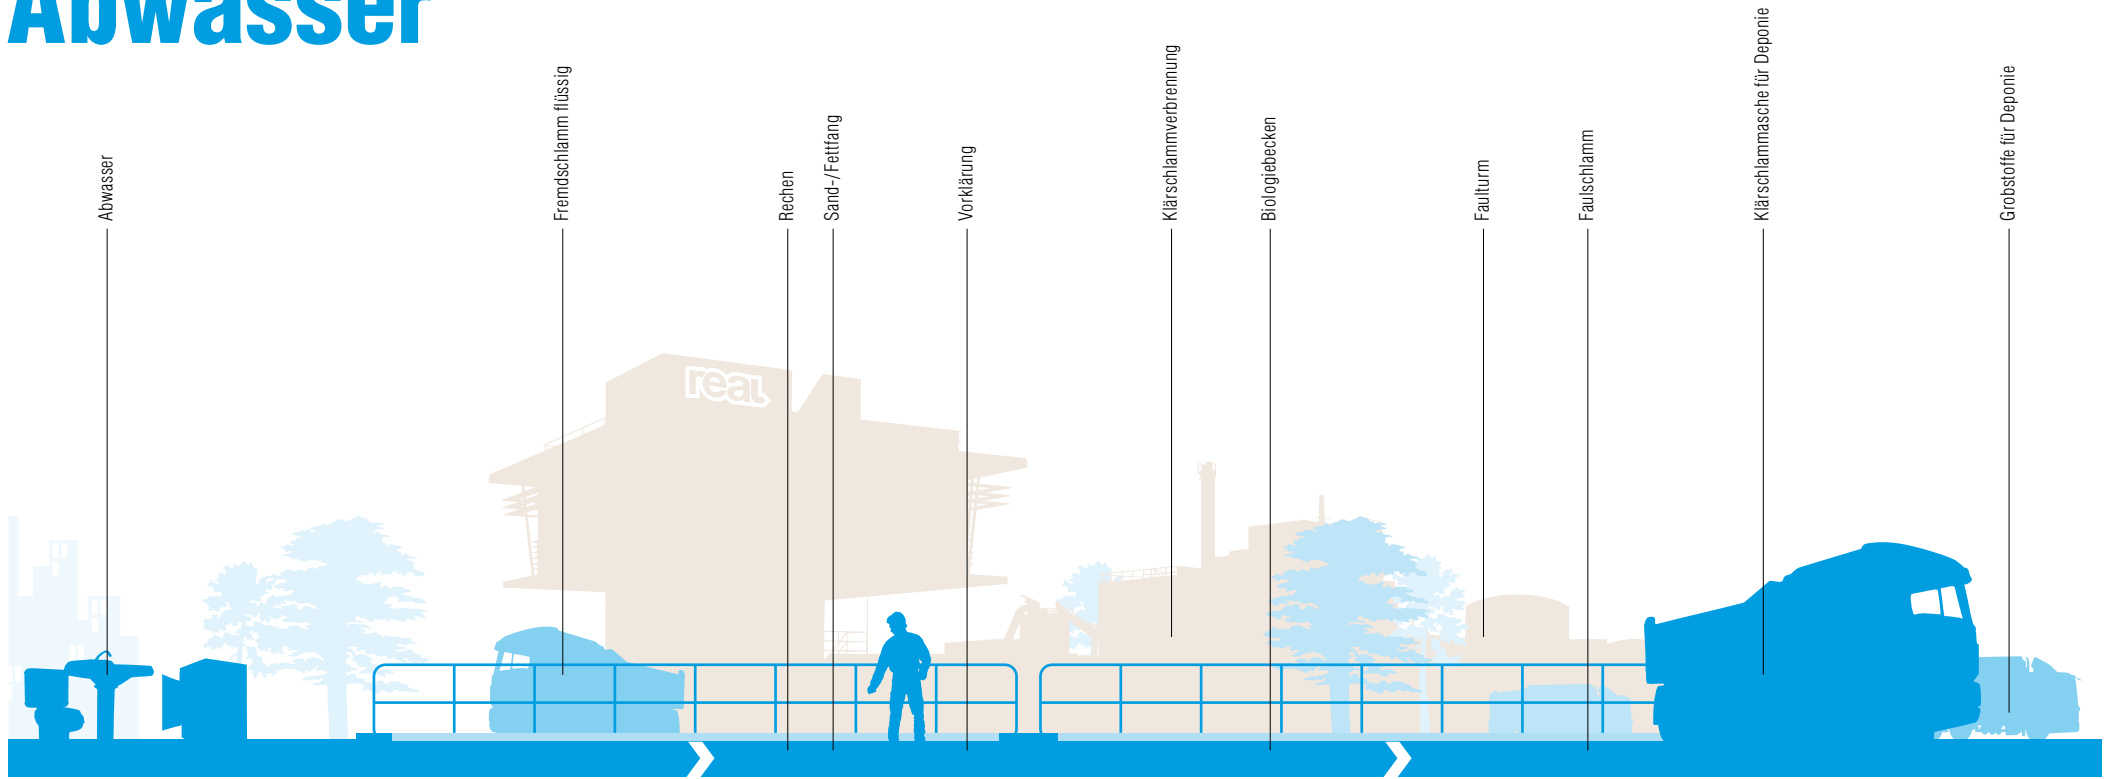 Abwasser
Abwasser
Fremdschlamm flüssig
Rechen
Sand-/Fettfang
Vorklärung
Klärschlammverbrennung
Biologiebecken
Faulturm
Faulschlamm
Klärschlammasche für Deponie
Grobstoffe für Deponie
real